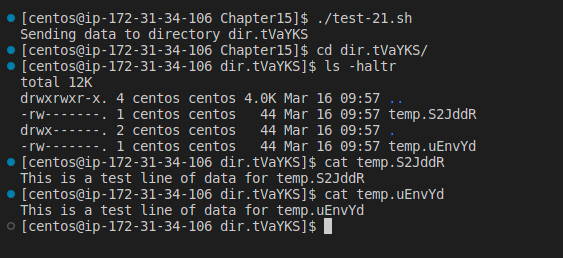 [centos@ip-172-31-34-106 Chapter15]$ ./test-21.sh
Sending data to directory dir.tVaYKS
[centos@ip-172-31-34-106 Chapter15]$ cd dir.tVaYKS/
[centos@ip-172-31-34-106 dir.tVaYKS]$ ls -haltr
total 12K
drwxrwxr-x. 4 centos centos 4.0K Mar 16 09:57 ..
-rw-------. 1 centos centos   44 Mar 16 09:57 temp.S2JddR
drwx------. 2 centos centos   44 Mar 16 09:57 .
-rw-------. 1 centos centos   44 Mar 16 09:57 temp.uEnvYd
[centos@ip-172-31-34-106 dir.tVaYKS]$ cat temp.S2JddR
This is a test line of data for temp.S2JddR
[centos@ip-172-31-34-106 dir.tVaYKS]$ cat temp.uEnvYd
This is a test line of data for temp.uEnvYd
[centos@ip-172-31-34-106 dir.tVaYKS]$